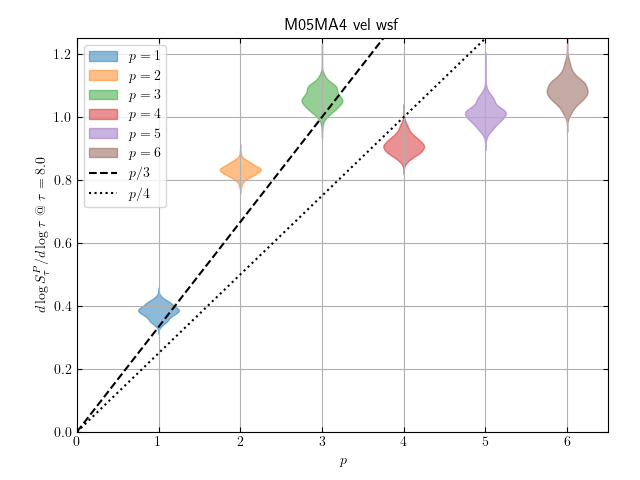 M05MA4 vel wsf
d log S_τ^P / d log τ @ τ = 8.0
1.2
1.0
0.8
0.6
0.4
0.2
0.0
p = 1
p = 2
p = 3
p = 4
p = 5
p = 6
p/3
p/4
0 1 2 3 4 5 6
p